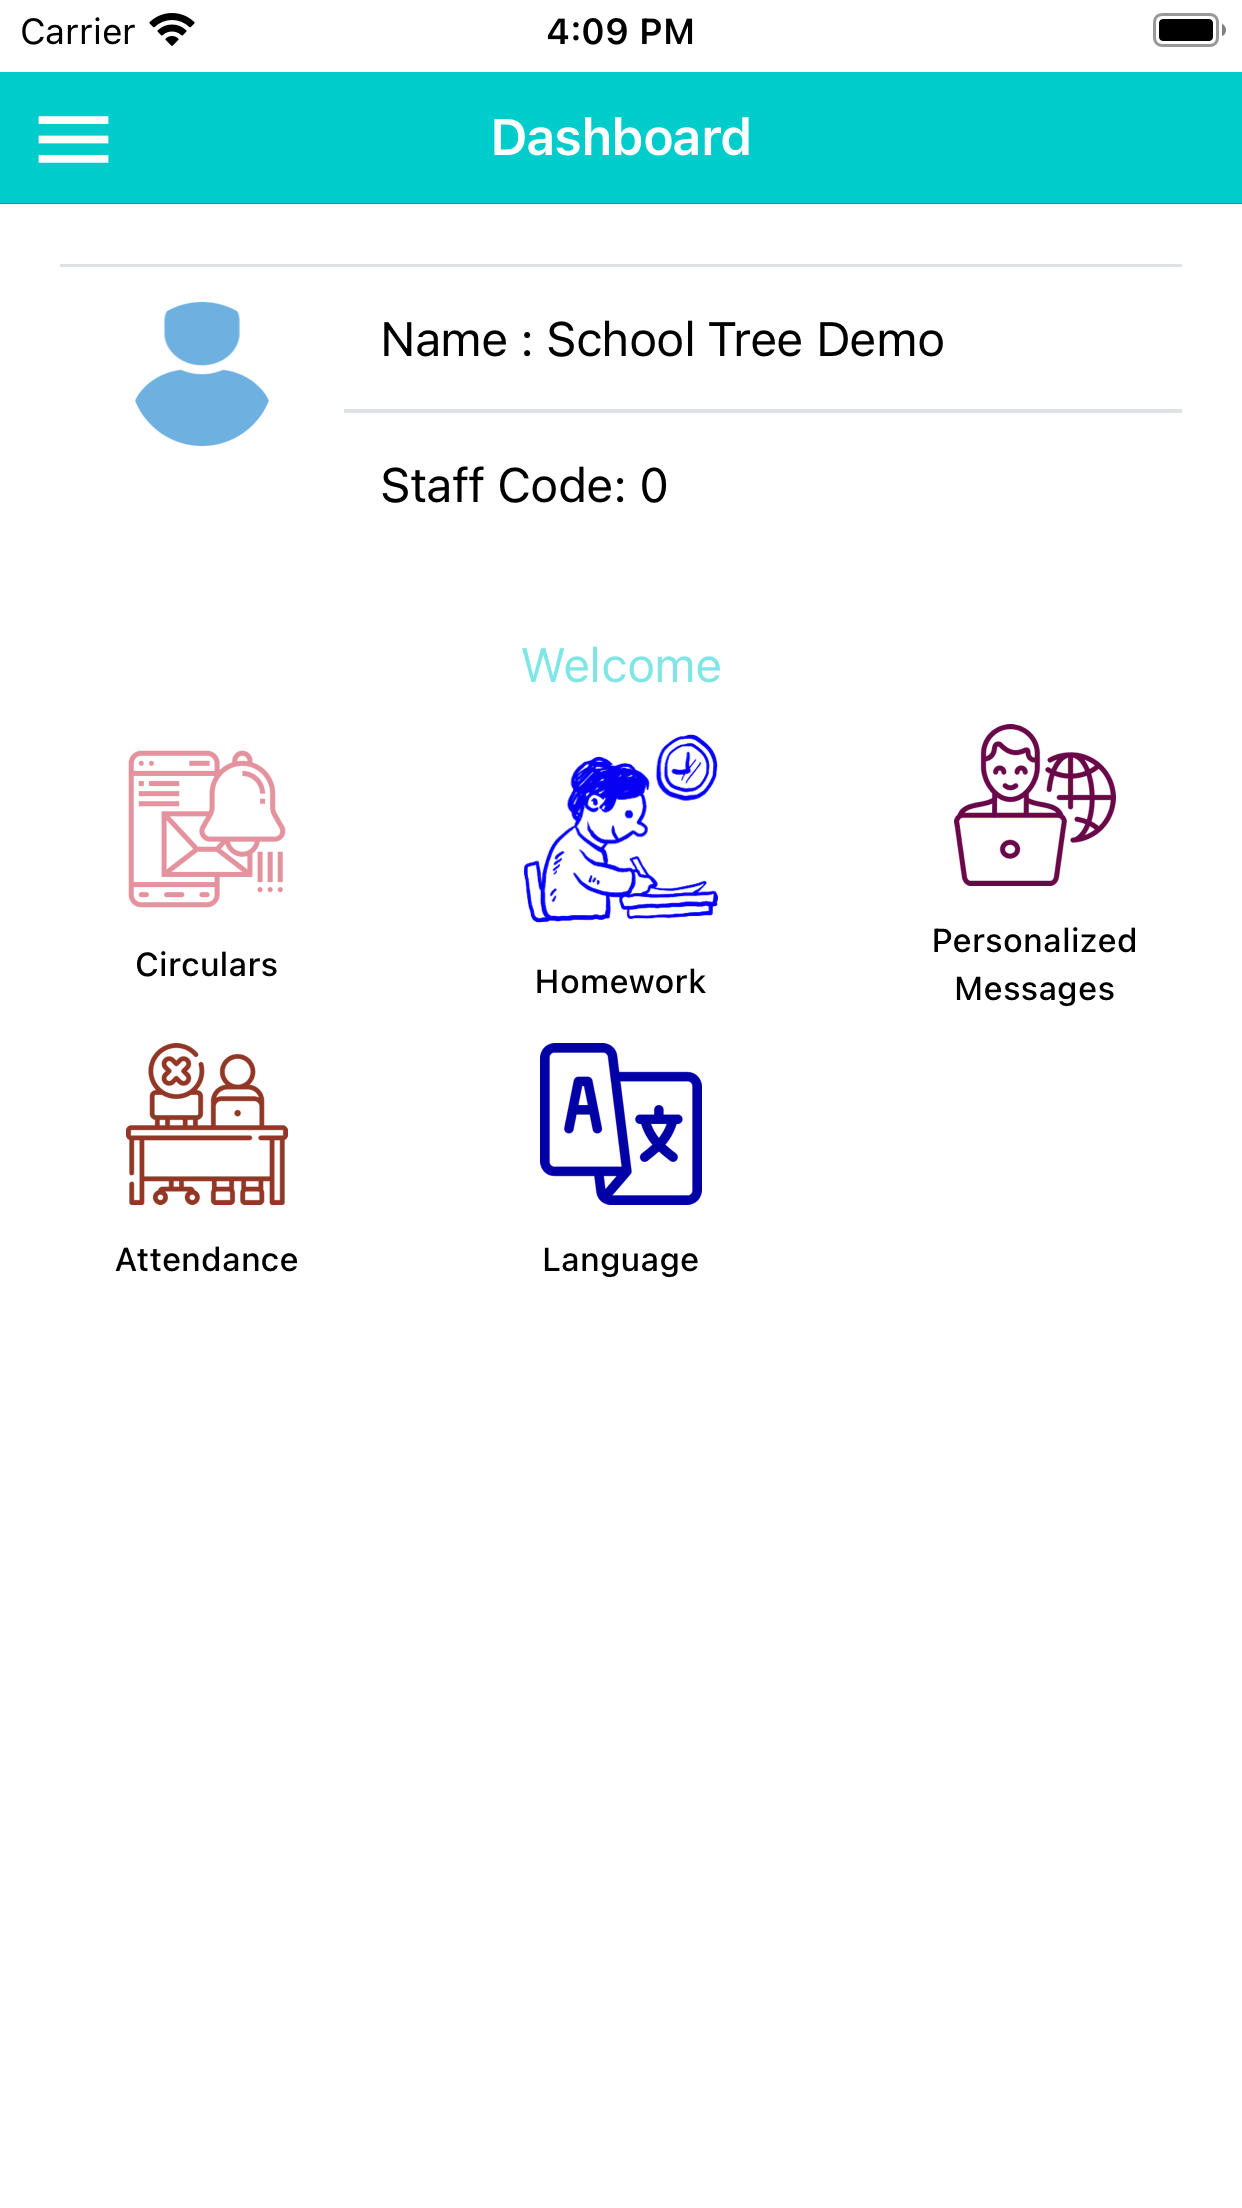 Carrier 4:09 PM
Dashboard
Name : School Tree Demo
Staff Code: 0
Welcome
Circulars
Homework
Personalized
Messages
A 文
Attendance
Language